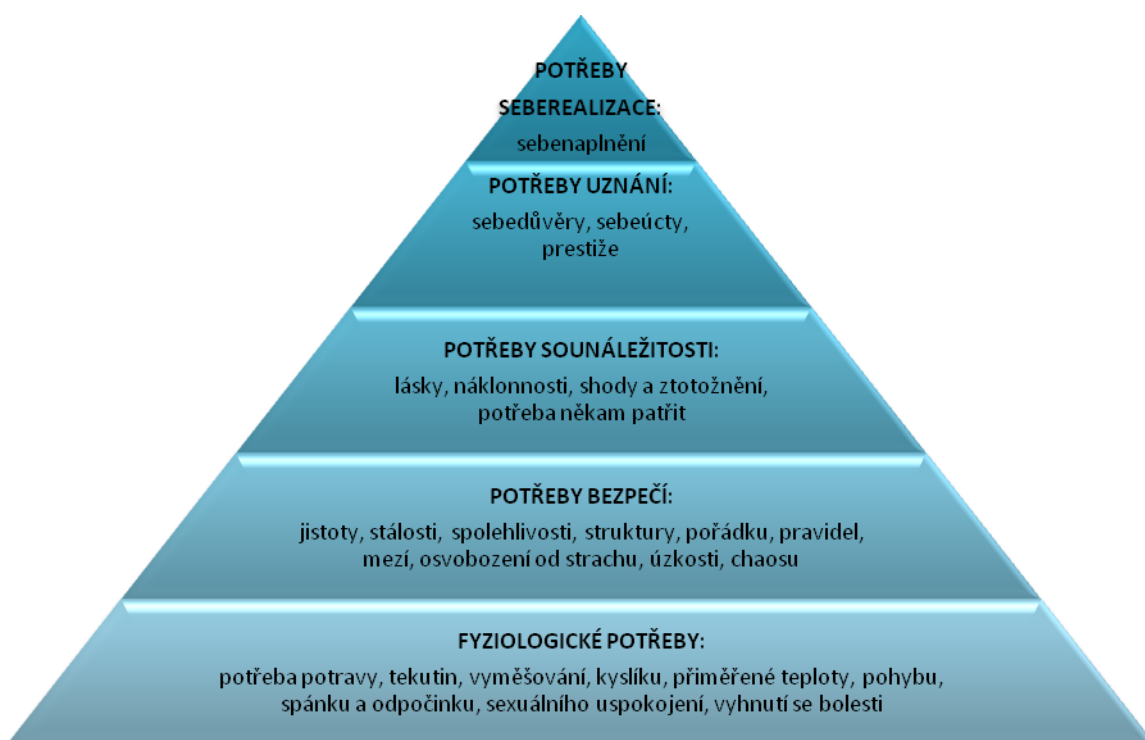 POTŘEBY
SEBEREALIZACE:
sebenaplnění
POTŘEBY UZNÁNÍ:
sebedůvěry, sebeúcty,
prestiže
POTŘEBY SOUNÁLEŽITOSTI:
lásky, náklonnosti, shody a ztotožnění,
potřeba někam patřit
POTŘEBY BEZPEČÍ:
jistoty, stálosti, spolehlivosti, struktury, pořádku, pravidel,
mezí, osvobození od strachu, úzkosti, chaosu
FYZIOLOGICKÉ POTŘEBY:
potřeba potravy, tekutin, vyměšování, kyslíku, přiměřené teploty, pohybu,
spánku a odpočinku, sexuálního uspokojení, vyhnutí se bolesti